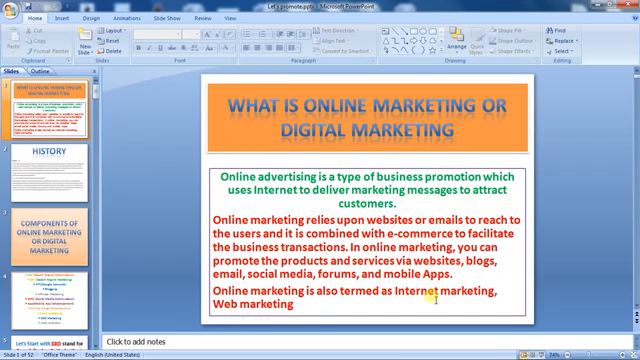 Let's promote.pptx - Microsoft PowerPoint
Home Insert Design Animations Slide Show Review View
Paste
New Slide
Layout
Reset
Delete
Shapes Arrange Quick Styles
Text Direction
Align Text
Convert to SmartArt
Shape Fill
Shape Outline
Shape Effects
Find
Replace
Select
Clipboard Slides Font Paragraph Drawing Editing
Slides Outline
1
2
HISTORY
3
COMPONENTS OF
ONLINE MARKETING
OR DIGITAL
MARKETING
4
5
Let's Start with SEO stand for
WHAT IS ONLINE MARKETING OR
DIGITAL MARKETING
Online advertising is a type of business promotion which
uses Internet to deliver marketing messages to attract
customers.
Online marketing relies upon websites or emails to reach to
the users and it is combined with e-commerce to facilitate
the business transactions. In online marketing, you can
promote the products and services via websites, blogs,
email, social media, forums, and mobile Apps.
Online marketing is also termed as Internet marketing,
Web marketing
Click to add notes
Slide 1 of 52 "Office Theme" English (United States) 74%